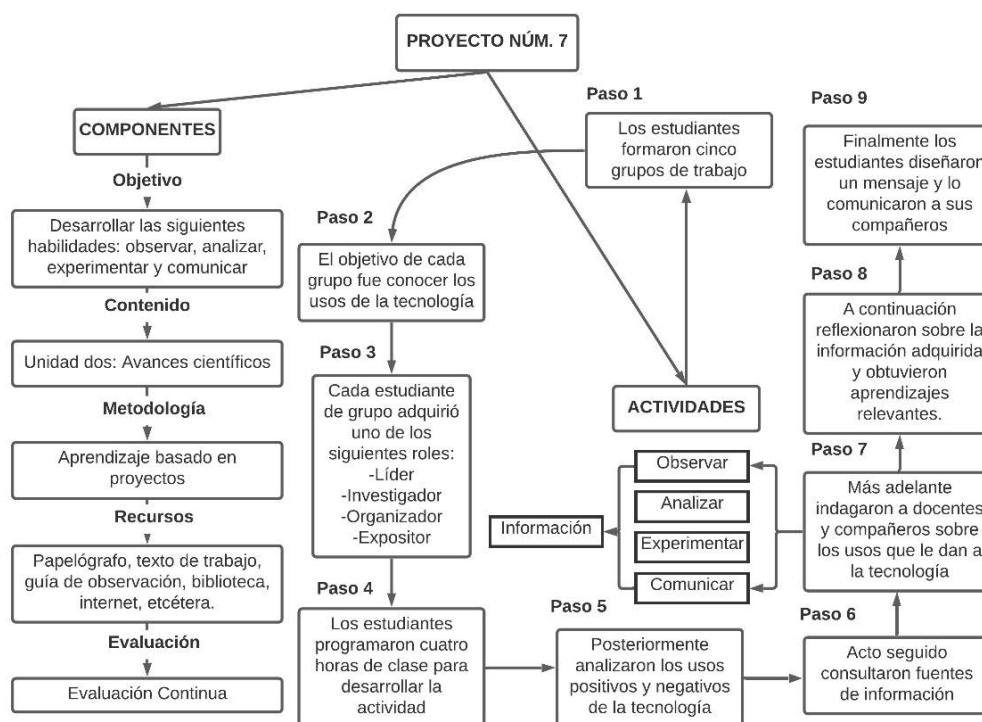 PROYECTO NÚM. 7
COMPONENTES
Objetivo
Desarrollar las siguientes
habilidades: observar, analizar,
experimentar y comunicar
Contenido
Unidad dos: Avances científicos
Metodología
Aprendizaje basado en
proyectos
Recursos
Papelógrafo, texto de trabajo,
guía de observación, biblioteca,
internet, etcétera.
Evaluación
Evaluación Continua
ACTIVIDADES
Paso 1
Los estudiantes
formaron cinco
grupos de trabajo
Paso 2
El objetivo de cada
grupo fue conocer los
usos de la tecnología
Paso 3
Cada estudiante
de grupo adquirió
uno de los
siguientes roles:
-Líder
-Investigador
-Organizador
-Expositor
Paso 4
Los estudiantes
programaron cuatro
horas de clase para
desarrollar la
actividad
Paso 5
Posteriormente
analizaron los usos
positivos y negativos
de la tecnología
Paso 6
Acto seguido
consultaron fuentes
de información
Paso 7
Más adelante
indagaron a docentes
y compañeros sobre
los usos que le dan a
la tecnología
Observar
Analizar
Experimentar
Comunicar
Información
Paso 8
A continuación
reflexionaron sobre la
información adquirida
y obtuvieron
aprendizajes
relevantes.
Paso 9
Finalmente los
estudiantes diseñaron
un mensaje y lo
comunicaron a sus
compañeros